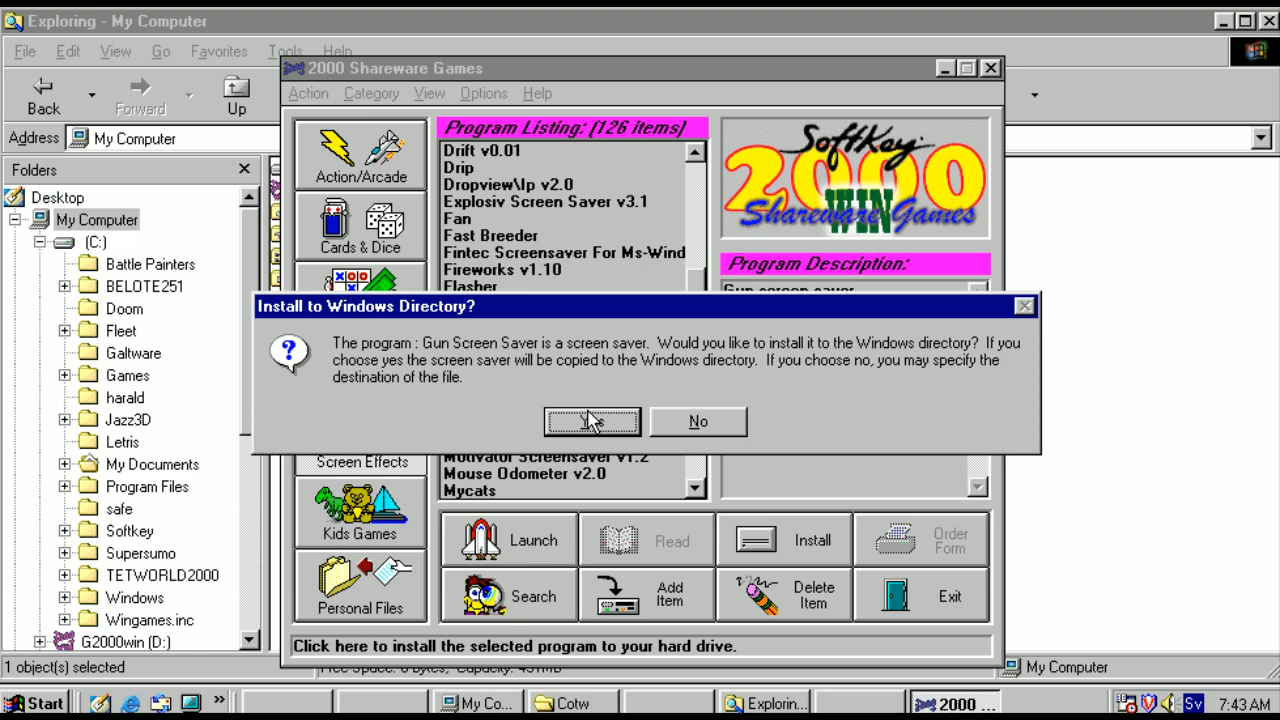 Exploring - My Computer
File Edit View Go Favorites Tools Help
Back Forward Up
Address My Computer
Folders
Desktop
My Computer
(C:)
Battle Painters
BELOTE251
Doom
Fleet
Galtware
Games
harald
Jazz3D
Letris
My Documents
Program Files
safe
Softkey
Supersumo
TETWORLD2000
Windows
Wingames.inc
G2000win (D:)
1 object(s) selected
My Computer
2000 Shareware Games
Action Category View Options Help
Action/Arcade
Cards & Dice
Screen Effects
Kids Games
Personal Files
Program Listing: (126 items)
Drift v0.01
Drip
Dropview\Ip v2.0
Explosiv Screen Saver v3.1
Fan
Fast Breeder
Fintec Screensaver For Ms-Wind
Fireworks v1.10
Flasher
Motivator Screensaver v1.2
Mouse Odometer v2.0
Mycats
SoftKey
2000
Shareware WIN Games
Program Description:
Gun screen saver
Install to Windows Directory?
The program : Gun Screen Saver is a screen saver. Would you like to install it to the Windows directory? If you
choose yes the screen saver will be copied to the Windows directory. If you choose no, you may specify the
destination of the file.
Yes No
Launch Read Install Order
Form
Search Add
Item Delete
Item Exit
Click here to install the selected program to your hard drive.
Start » My Co... Cotw Explorin... 2000 ... Sv 7:43 AM